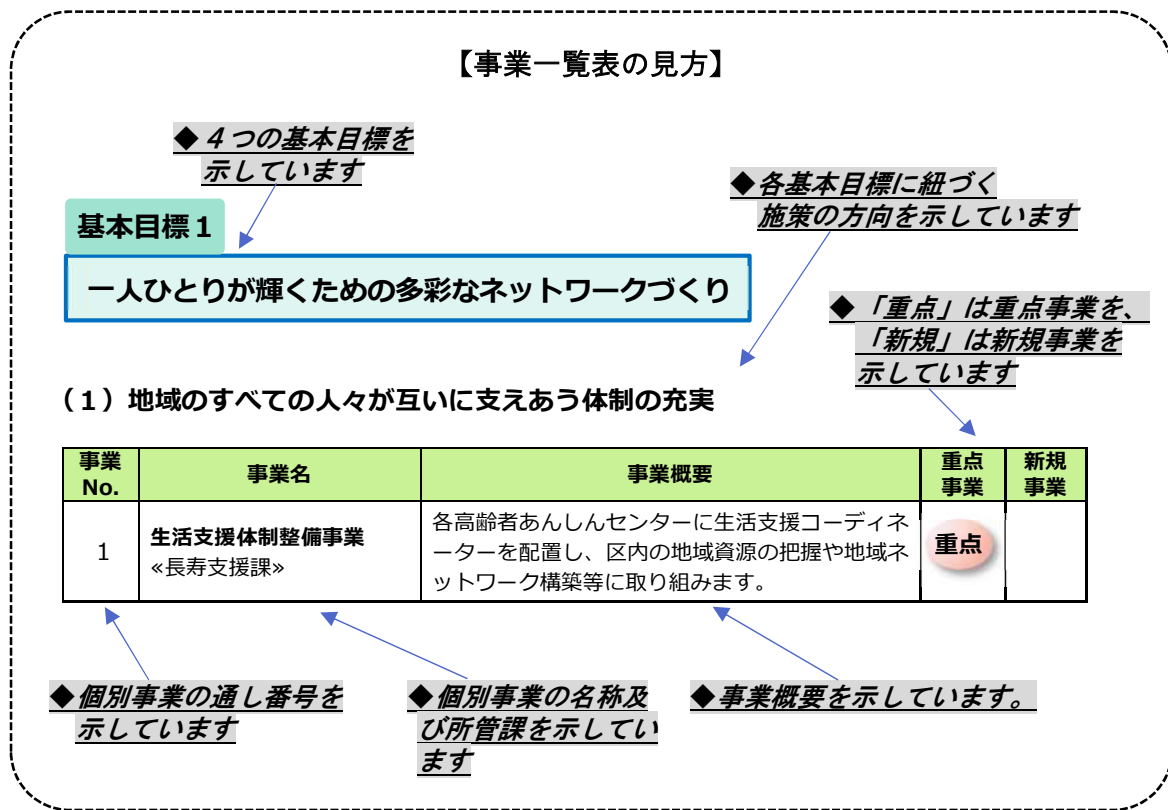 【事業一覧表の見方】
◆４つの基本目標を
示しています
◆各基本目標に紐づく
施策の方向を示しています
基本目標１
一人ひとりが輝くための多彩なネットワークづくり
◆「重点」は重点事業を、
「新規」は新規事業を
示しています
（１）地域のすべての人々が互いに支えあう体制の充実
事業
No.
事業名
事業概要
重点
事業
新規
事業
1
生活支援体制整備事業
≪長寿支援課≫
各高齢者あんしんセンターに生活支援コーディネ
ーターを配置し、区内の地域資源の把握や地域ネ
ットワーク構築等に取り組みます。
重点
◆個別事業の通し番号を
示しています
◆個別事業の名称及
び所管課を示してい
ます
◆事業概要を示しています。